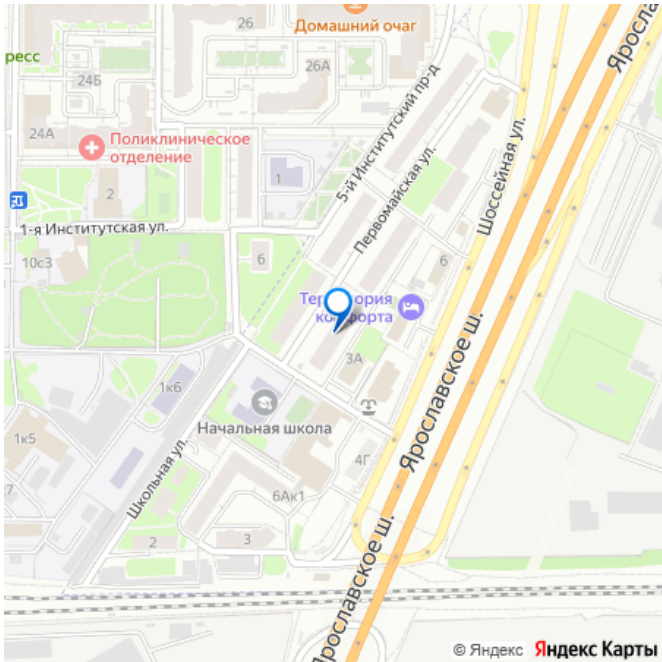 26
Домашний очаг
Яросла
Ярославское
ресс
24Б
26А
24А
Поликлиническое
отделение
5-й Институтский пр-д
Первомайская ул.
Шоссейная ул.
2
1
1-я Институтская ул.
10с3
6
6
Территория
комфорта
3А
1к6
Начальная школа
Ярославское ш.
1к5
Школьная ул.
4Г
6Ак1
2
3
Ярославское ш.
© Яндекс Яндекс Карты